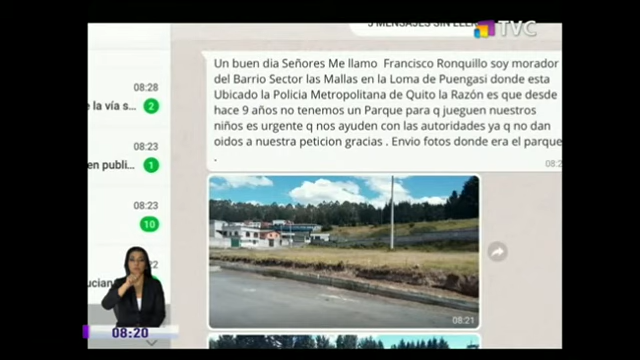 5 MENSAJES SIN LEER
TVC
Un buen dia Señores Me llamo Francisco Ronquillo soy morador
del Barrio Sector las Mallas en la Loma de Puengasi donde esta
Ubicado la Policia Metropolitana de Quito la Razón es que desde
hace 9 años no tenemos un Parque para q jueguen nuestros
niños es urgente q nos ayuden con las autoridades ya q no dan
oidos a nuestra peticion gracias . Envio fotos donde era el parque
.
08:28
e la vía s...
2
08:23
en publi...
1
08:23
10
08:21
08:20